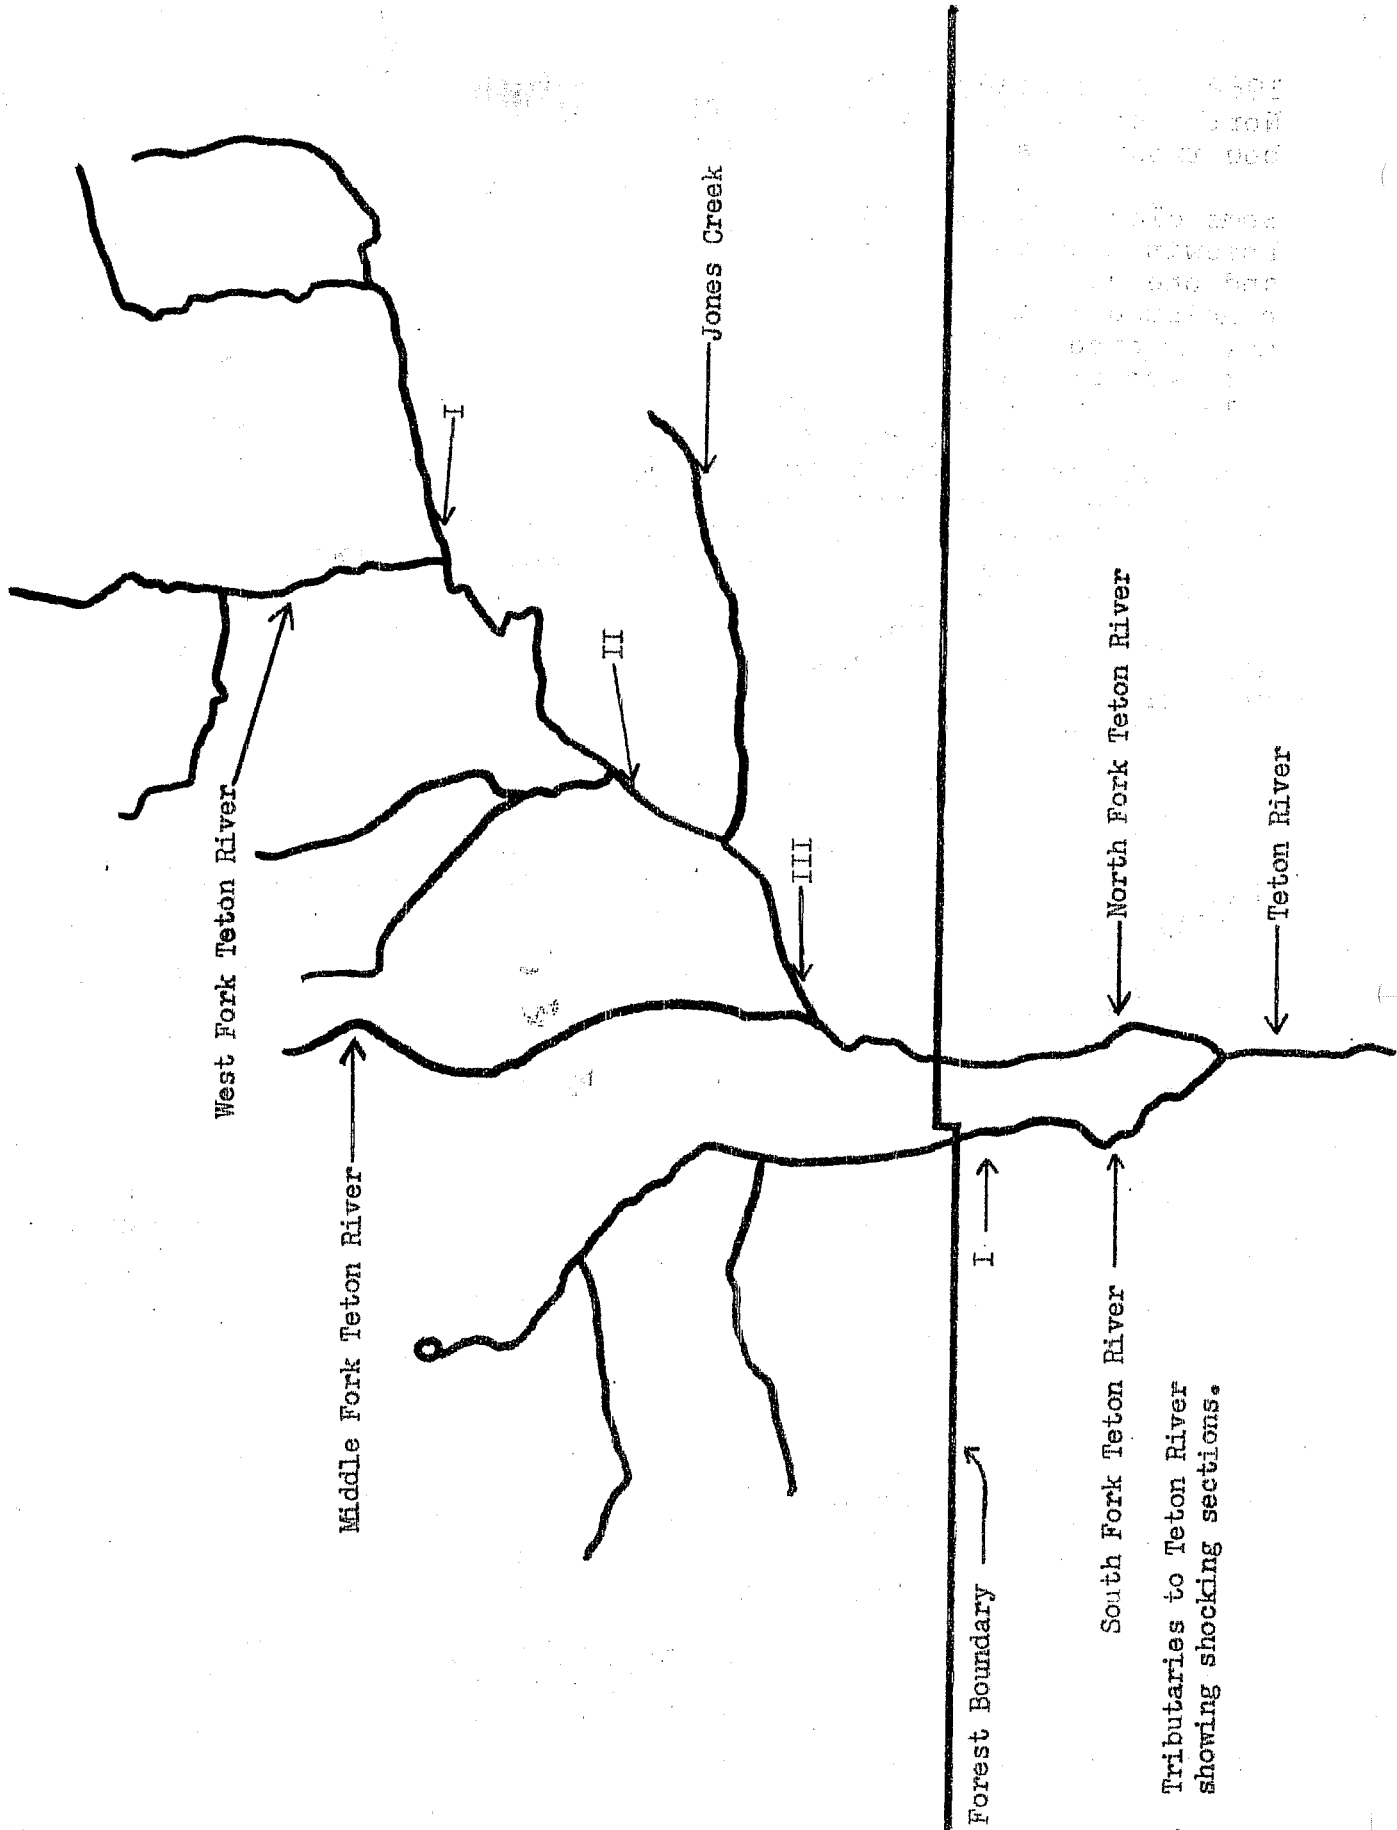 West Fork Teton River
I
Jones Creek
II
Middle Fork Teton River
III
I
Forest Boundary
South Fork Teton River
North Fork Teton River
Teton River
Tributaries to Teton River
showing shocking sections.